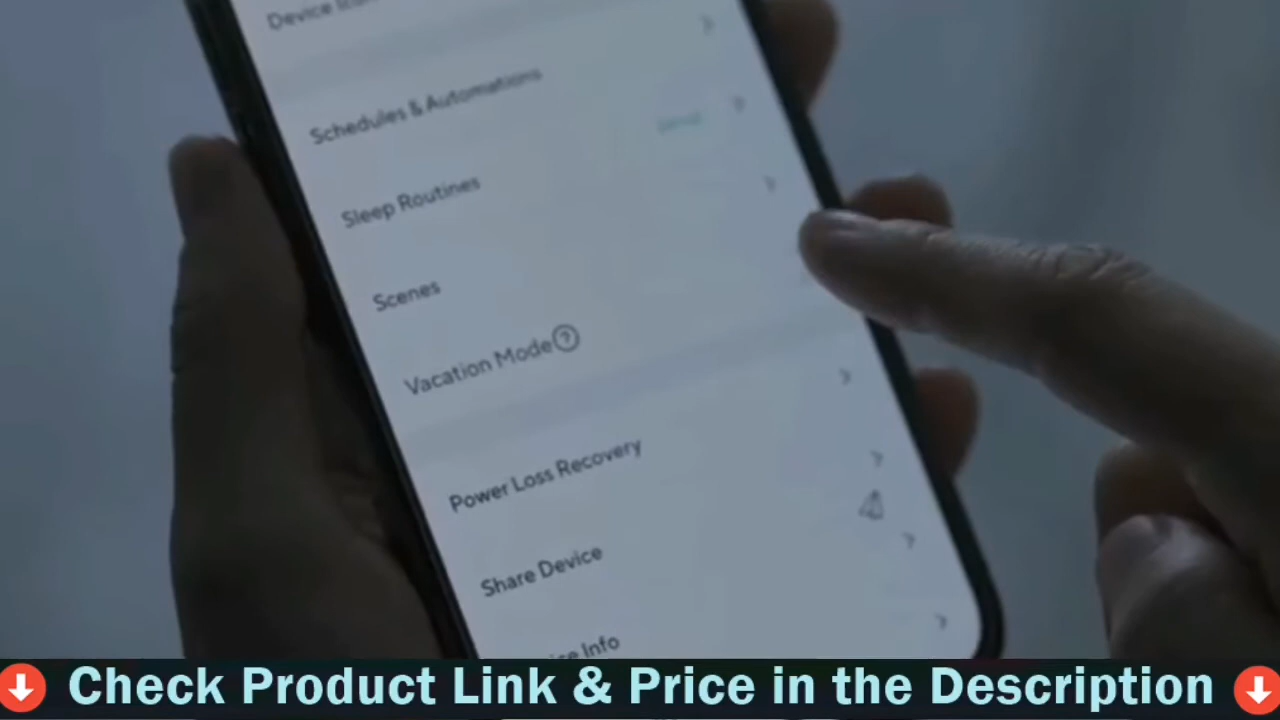 Device
Schedules & Automations
Sleep Routines
Scenes
Vacation Mode ?
Power Loss Recovery
Share Device
Info
Check Product Link & Price in the Description